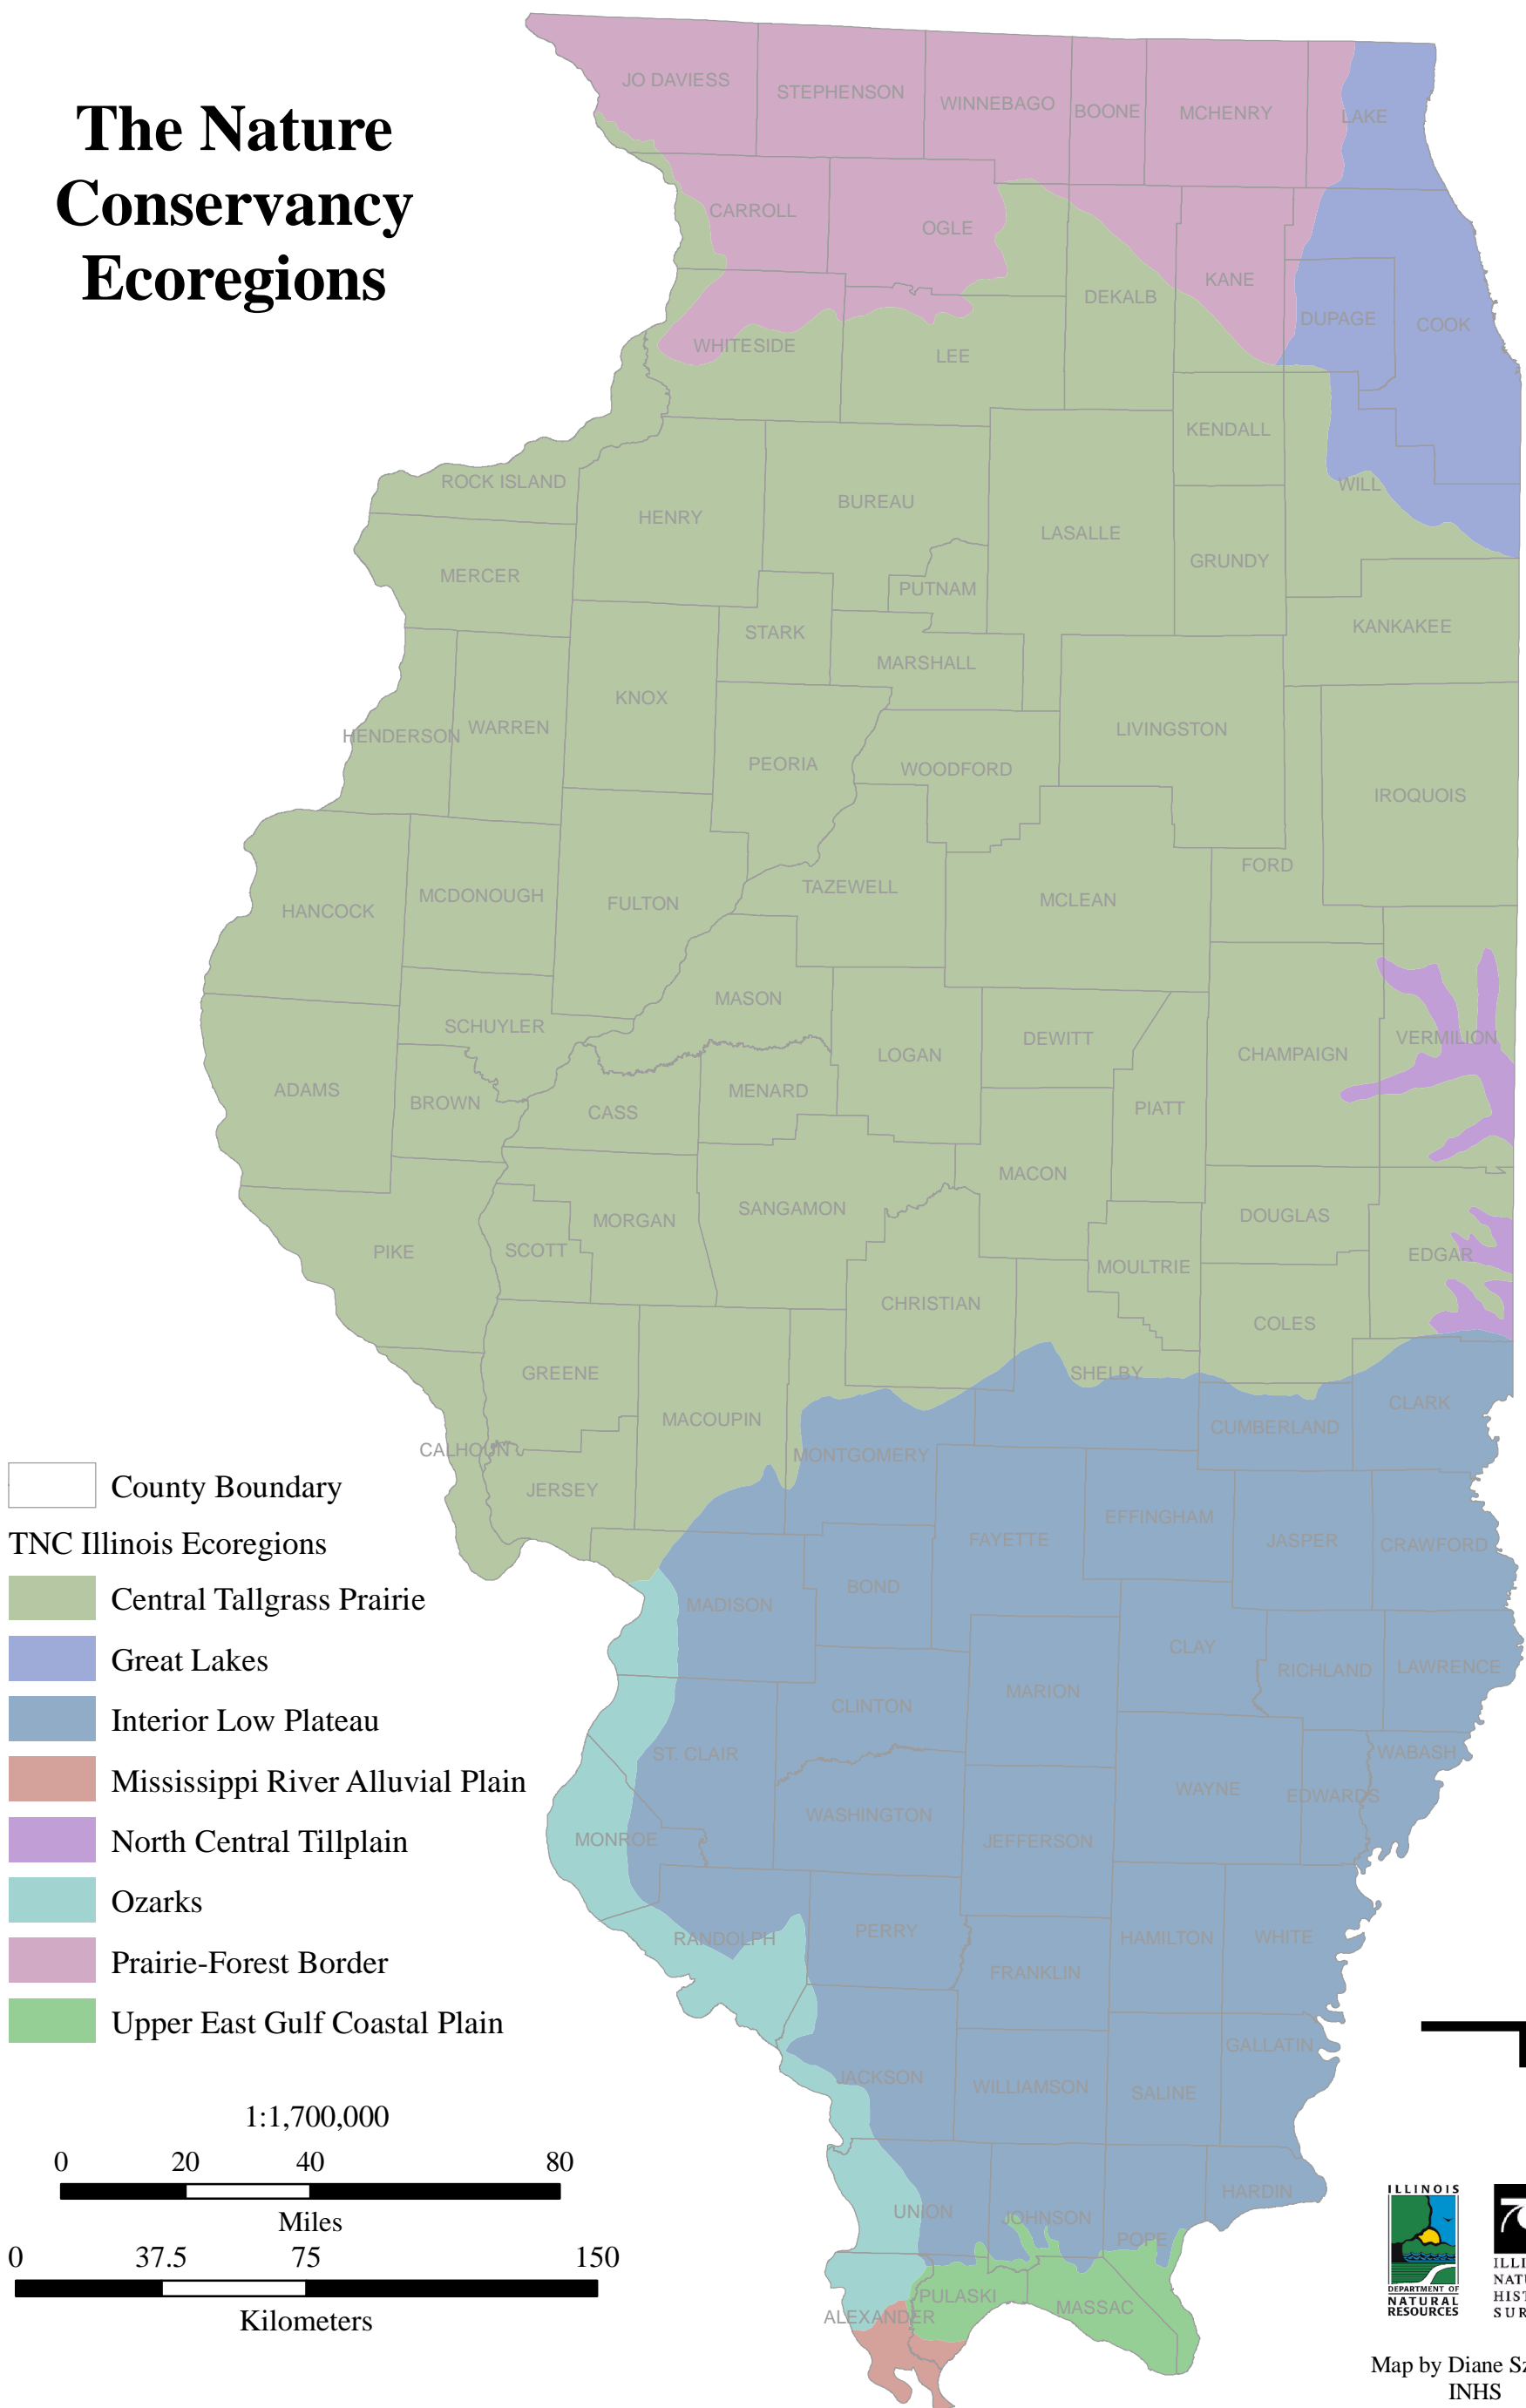 The Nature
Conservancy
Ecoregions
JO DAVIESS
STEPHENSON
WINNEBAGO
BOONE
MCHENRY
LAKE
CARROLL
OGLE
DEKALB
KANE
DUPAGE
COOK
WHITESIDE
LEE
KENDALL
ROCK ISLAND
HENRY
BUREAU
LASALLE
WILL
GRUNDY
MERCER
PUTNAM
STARK
KANKAKEE
MARSHALL
KNOX
HENDERSON
WARREN
LIVINGSTON
PEORIA
WOODFORD
IROQUOIS
FORD
TAZEWELL
MCLEAN
HANCOCK
MCDONOUGH
FULTON
MASON
SCHUYLER
LOGAN
DEWITT
CHAMPAIGN
VERMILION
ADAMS
BROWN
CASS
MENARD
PIATT
MACON
SANGAMON
MORGAN
DOUGLAS
PIKE
SCOTT
EDGAR
MOULTRIE
CHRISTIAN
COLES
GREENE
SHELBY
MACOUPIN
CLARK
CALHOUN
MONTGOMERY
CUMBERLAND
JERSEY
FAYETTE
EFFINGHAM
JASPER
CRAWFORD
BOND
MADISON
CLAY
RICHLAND
LAWRENCE
CLINTON
MARION
ST. CLAIR
WABASH
WAYNE
EDWARDS
WASHINGTON
JEFFERSON
MONROE
RANDOLPH
PERRY
HAMILTON
WHITE
FRANKLIN
GALLATIN
JACKSON
WILLIAMSON
SALINE
HARDIN
UNION
JOHNSON
POPE
PULASKI
MASSAC
ALEXANDER
County Boundary
TNC Illinois Ecoregions
Central Tallgrass Prairie
Great Lakes
Interior Low Plateau
Mississippi River Alluvial Plain
North Central Tillplain
Ozarks
Prairie-Forest Border
Upper East Gulf Coastal Plain
1:1,700,000
0 20 40 80
Miles
0 37.5 75 150
Kilometers
ILLINOIS
DEPARTMENT OF
NATURAL
RESOURCES
Map by Diane
INHS